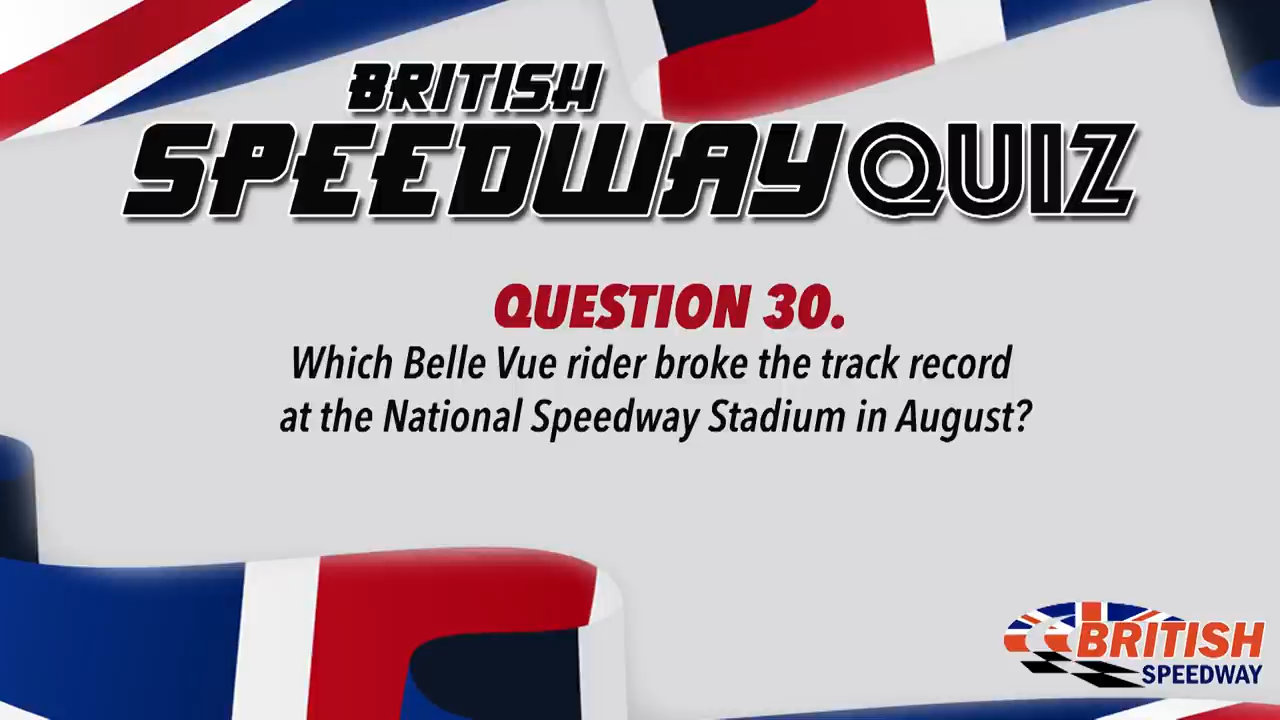 BRITISH
SPEEDWAY QUIZ
QUESTION 30.
Which Belle Vue rider broke the track record
at the National Speedway Stadium in August?
BRITISH
SPEEDWAY